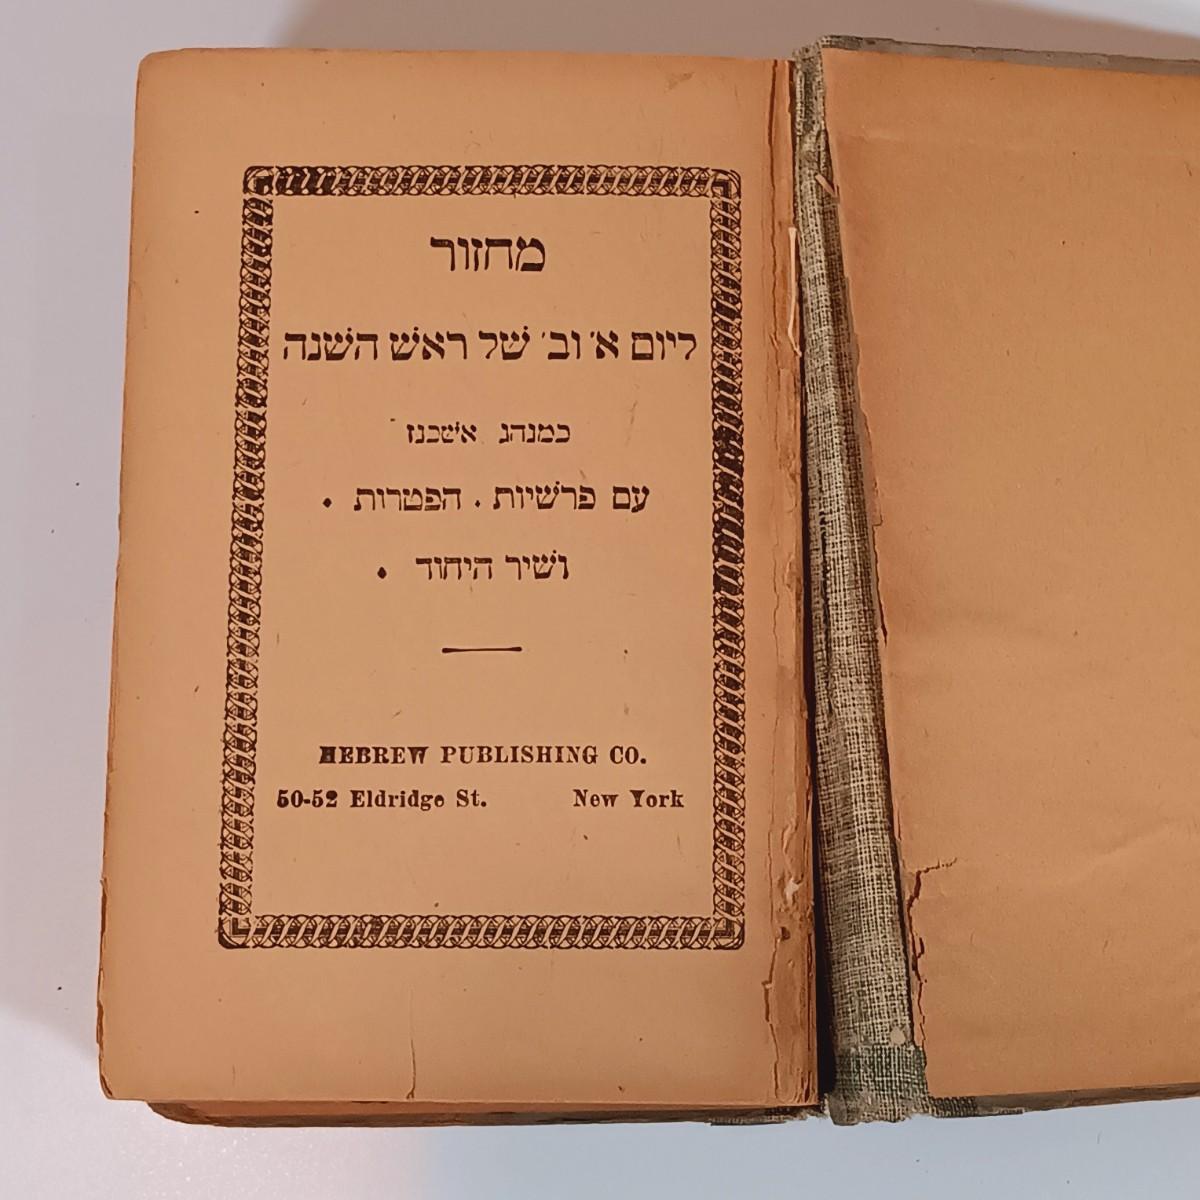 מחזור
ליום א׳ וב׳ של ראש השנה
כמנהג אשכנז
עם פרשיות . הפטרות .
ושיר היחוד .
HEBREW PUBLISHING CO.
50-52 Eldridge St. New York